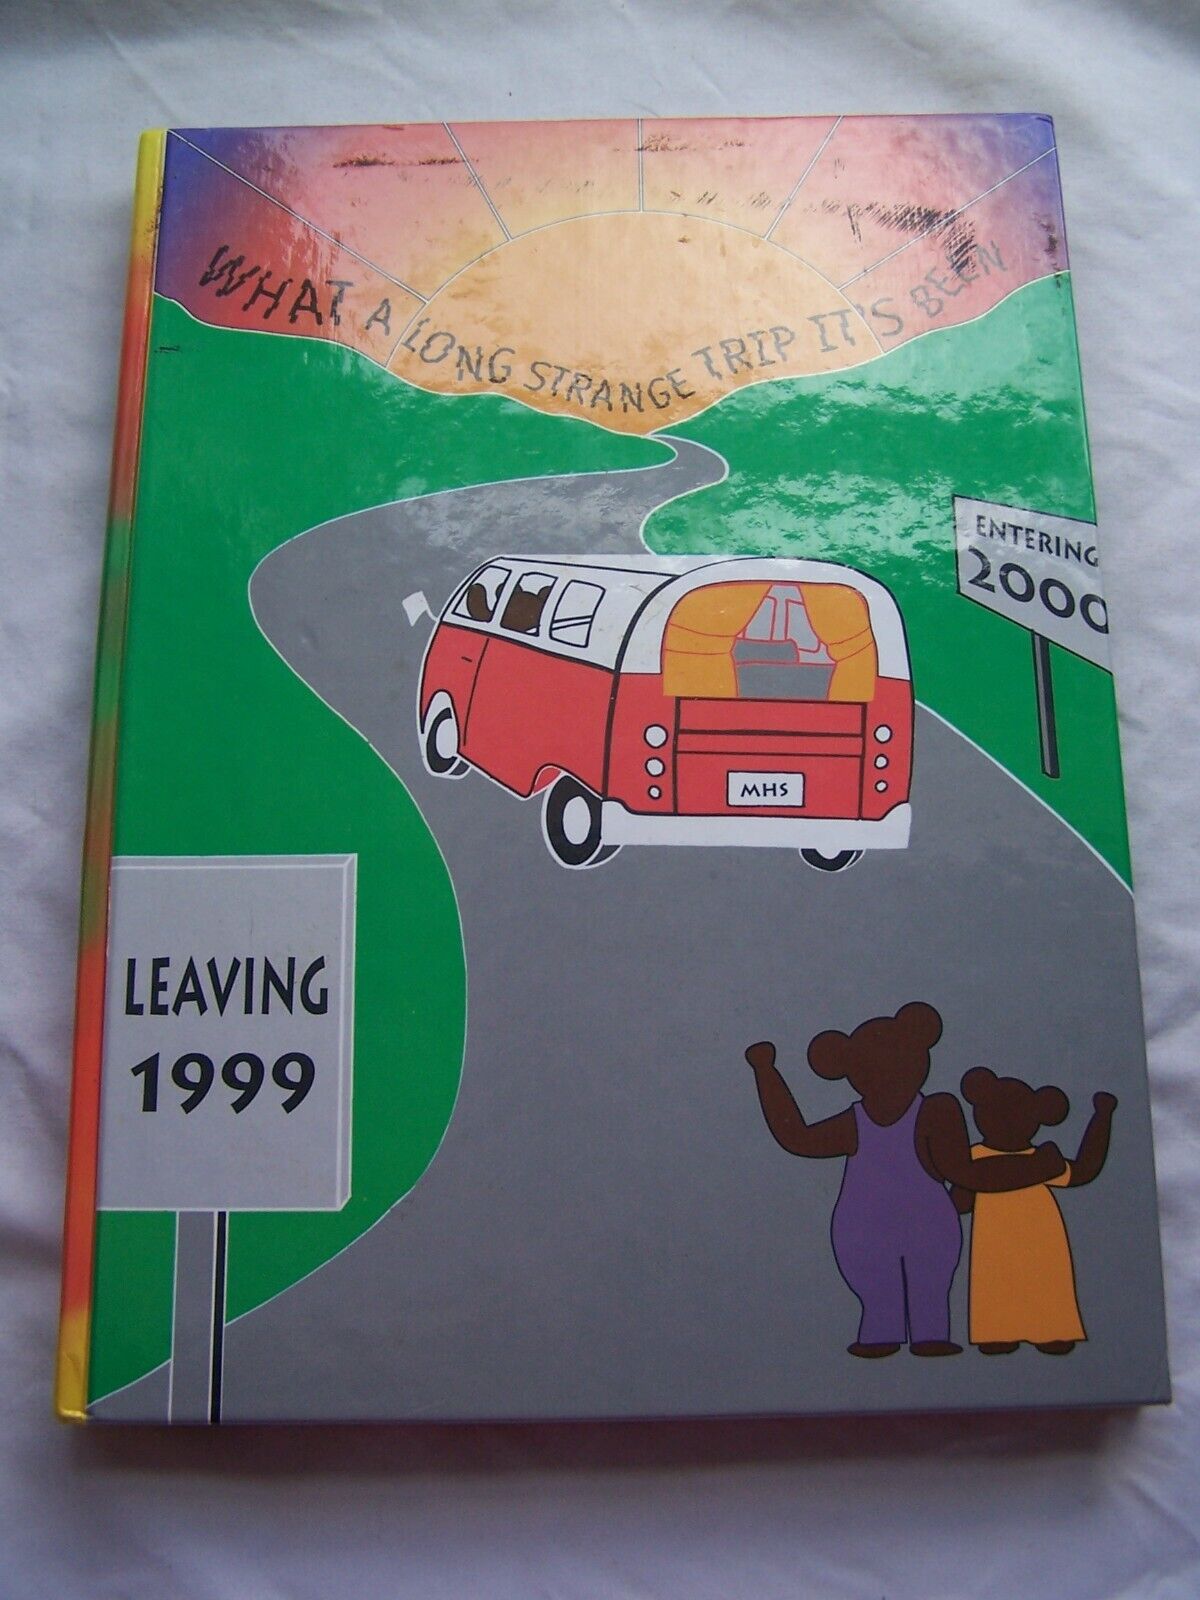 WHAT A LONG STRANGE TRIP IT'S BEEN
ENTERING
2000
MHS
LEAVING
1999